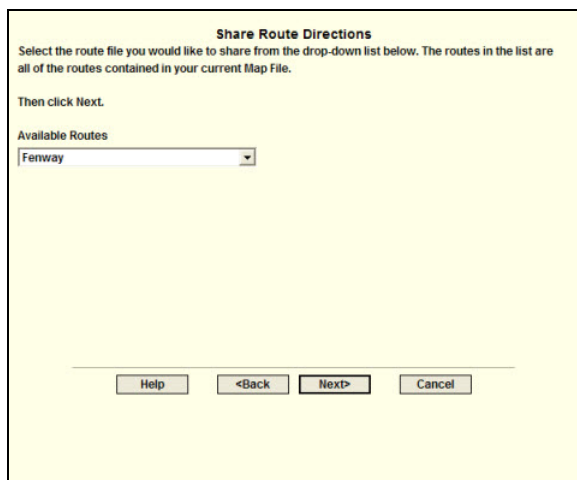 Share Route Directions
Select the route file you would like to share from the drop-down list below. The routes in the list are
all of the routes contained in your current Map File.
Then click Next.
Available Routes
Fenway
Help <Back Next> Cancel